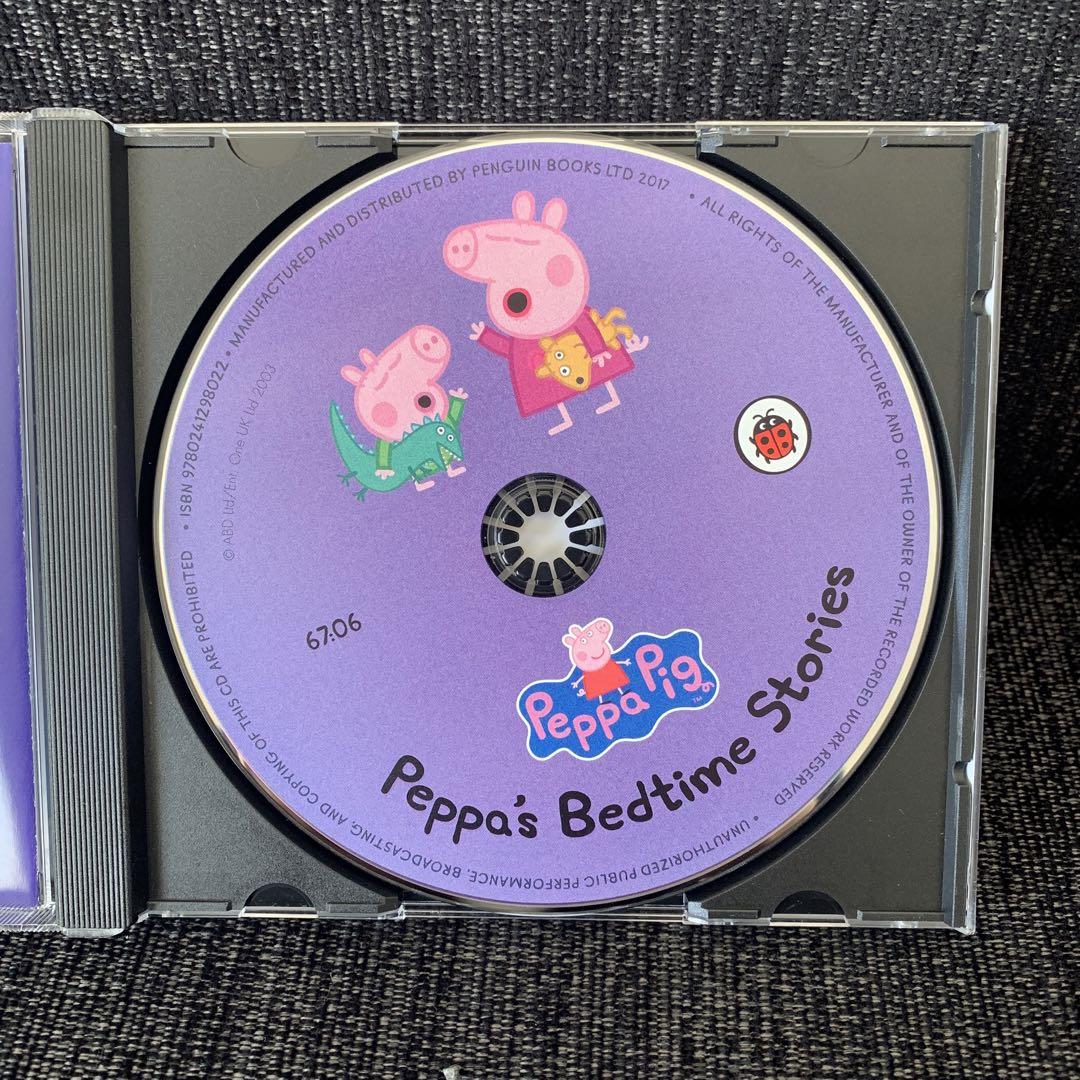 • MANUFACTURED AND DISTRIBUTED BY PENGUIN BOOKS LTD 2017
• ALL RIGHTS OF THE MANUFACTURER AND OF THE OWNER OF THE RECORDED WORK RESERVED
• UNAUTHORIZED PUBLIC PERFORMANCE, BROADCASTING, AND COPYING OF THIS CD ARE PROHIBITED
• ISBN 9780241298022
© ABD Ltd/Ent. One UK Ltd 2003
67:06
Peppa Pig™
Peppa's Bedtime Stories